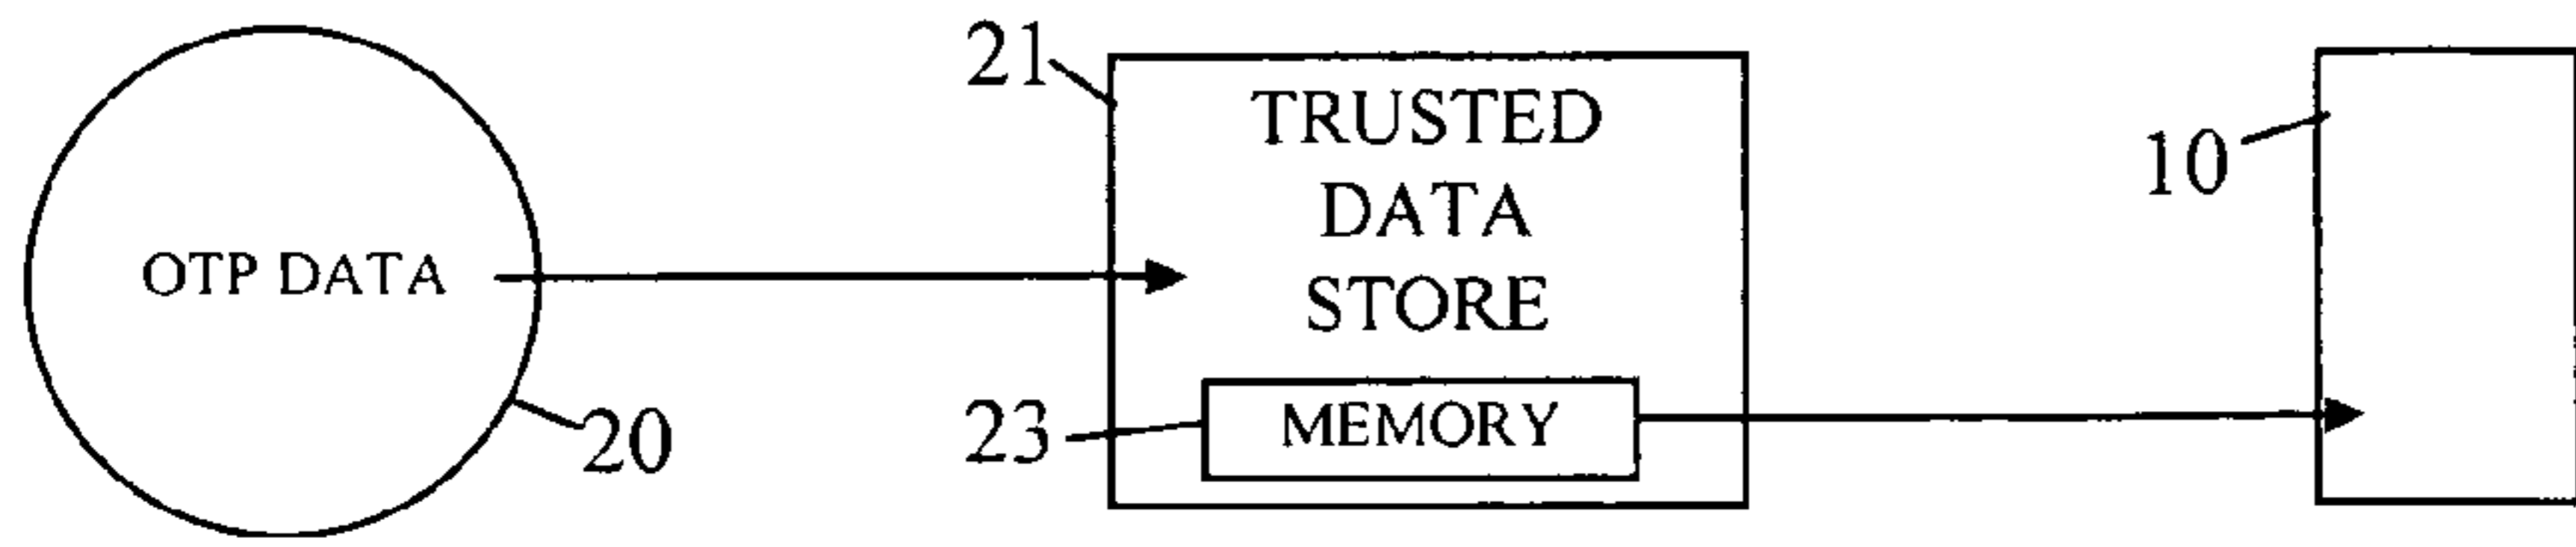 OTP DATA
20
21
TRUSTED
DATA
STORE
23
MEMORY
10